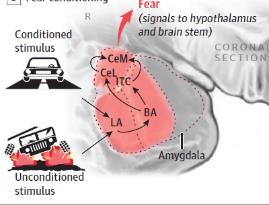 Fear conditioning
Fear
(signals to hypothalamus
and brain stem)
R
Conditioned
stimulus
CORONAL
SECTION
CeM
CeL
ITC
LA
BA
Amygdala
Unconditioned
stimulus